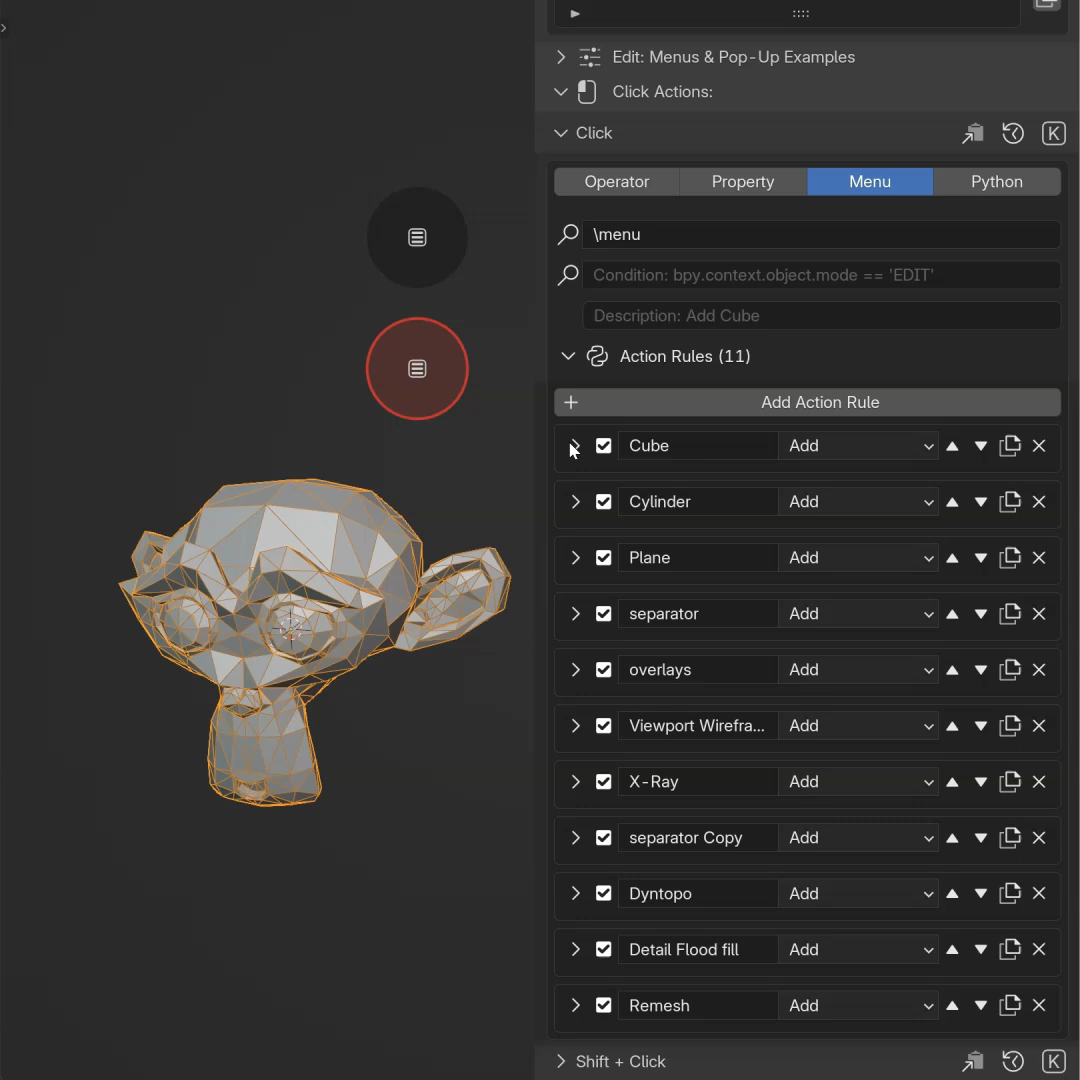 Edit: Menus & Pop-Up Examples
Click Actions:
Click
K
Operator Property Menu Python
\menu
Condition: bpy.context.object.mode == 'EDIT'
Description: Add Cube
Action Rules (11)
Add Action Rule
Cube Add
Cylinder Add
Plane Add
separator Add
overlays Add
Viewport Wirefra... Add
X-Ray Add
separator Copy Add
Dyntopo Add
Detail Flood fill Add
Remesh Add
Shift + Click
K